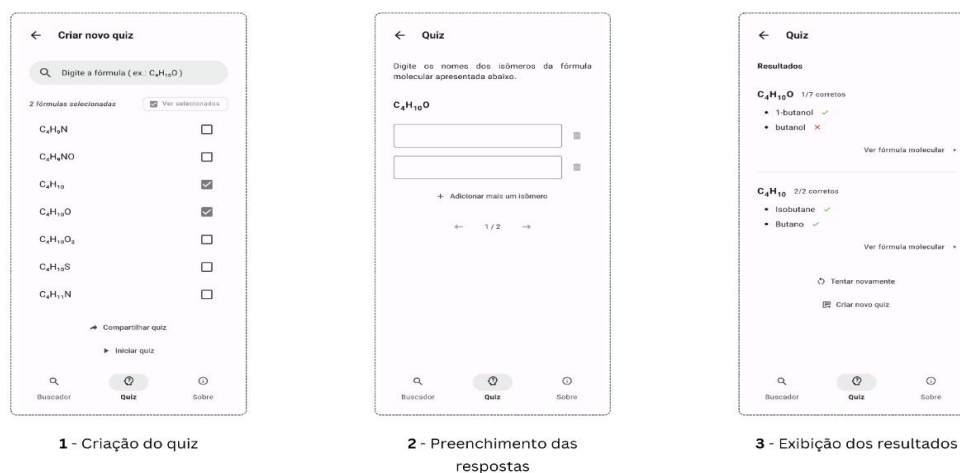 ← Criar novo quiz
Digite a fórmula ( ex.: C₄H₁₀O )
2 fórmulas selecionadas
Ver selecionados
C₄H₉N
C₄H₉NO
C₄H₁₀
C₄H₁₀O
C₄H₁₀O₂
C₄H₁₀S
C₄H₁₁N
Compartilhar quiz
Iniciar quiz
Buscador Quiz Sobre
1 - Criação do quiz
← Quiz
Digite os nomes dos isômeros da fórmula
molecular apresentada abaixo.
C₄H₁₀O
+ Adicionar mais um isômero
← 1 / 2 →
Buscador Quiz Sobre
2 - Preenchimento das
respostas
← Quiz
Resultados
C₄H₁₀O 1/7 corretos
• 1-butanol ✓
• butanol ×
Ver fórmula molecular
C₄H₁₀ 2/2 corretos
• Isobutane ✓
• Butano ✓
Ver fórmula molecular
Tentar novamente
Criar novo quiz
Buscador Quiz Sobre
3 - Exibição dos resultados